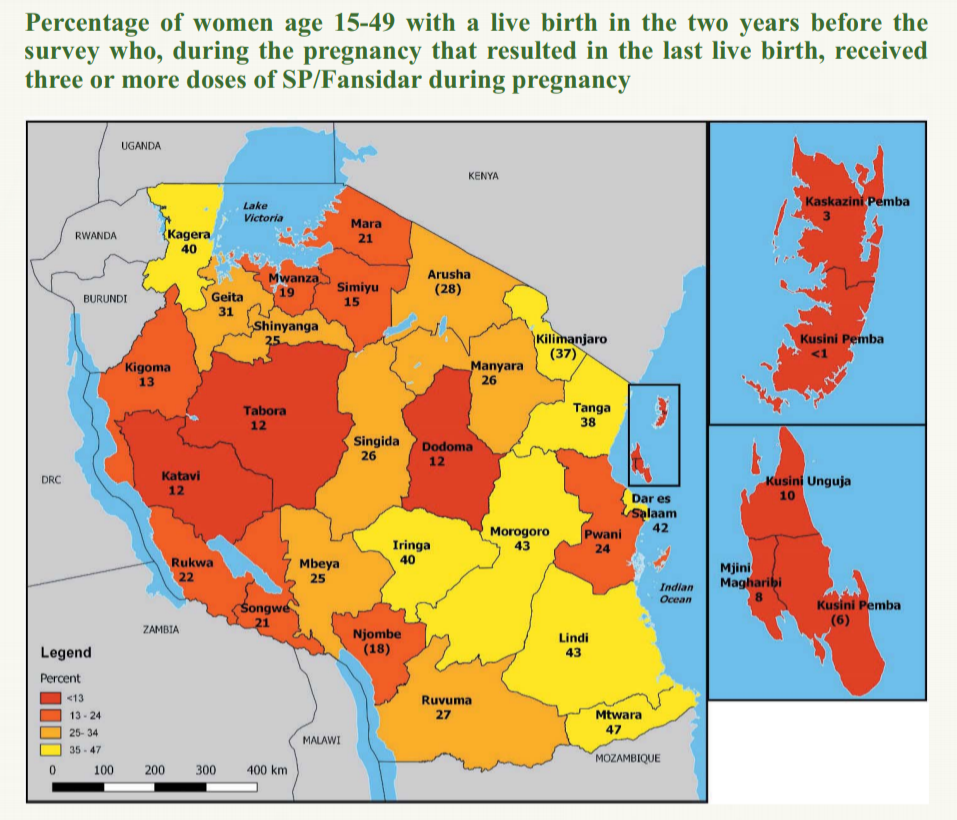 Percentage of women age 15-49 with a live birth in the two years before the
survey who, during the pregnancy that resulted in the last live birth, received
three or more doses of SP/Fansidar during pregnancy
UGANDA
KENYA
RWANDA
BURUNDI
DRC
ZAMBIA
MALAWI
MOZAMBIQUE
Lake
Victoria
Indian
Ocean
Kagera
40
Mara
21
Mwanza
19
Simiyu
15
Geita
31
Shinyanga
25
Arusha
(28)
Kilimanjaro
(37)
Manyara
26
Kigoma
13
Tabora
12
Singida
26
Dodoma
12
Tanga
38
Katavi
12
Dar es
Salaam
42
Pwani
24
Morogoro
43
Iringa
40
Mbeya
25
Rukwa
22
Songwe
21
Njombe
(18)
Lindi
43
Ruvuma
27
Mtwara
47
Legend
Percent
<13
13 - 24
25- 34
35 - 47
0 100 200 300 400 km
Kaskazini Pemba
3
Kusini Pemba
<1
Kusini Unguja
10
Mjini
Magharibi
8
Kusini Pemba
(6)